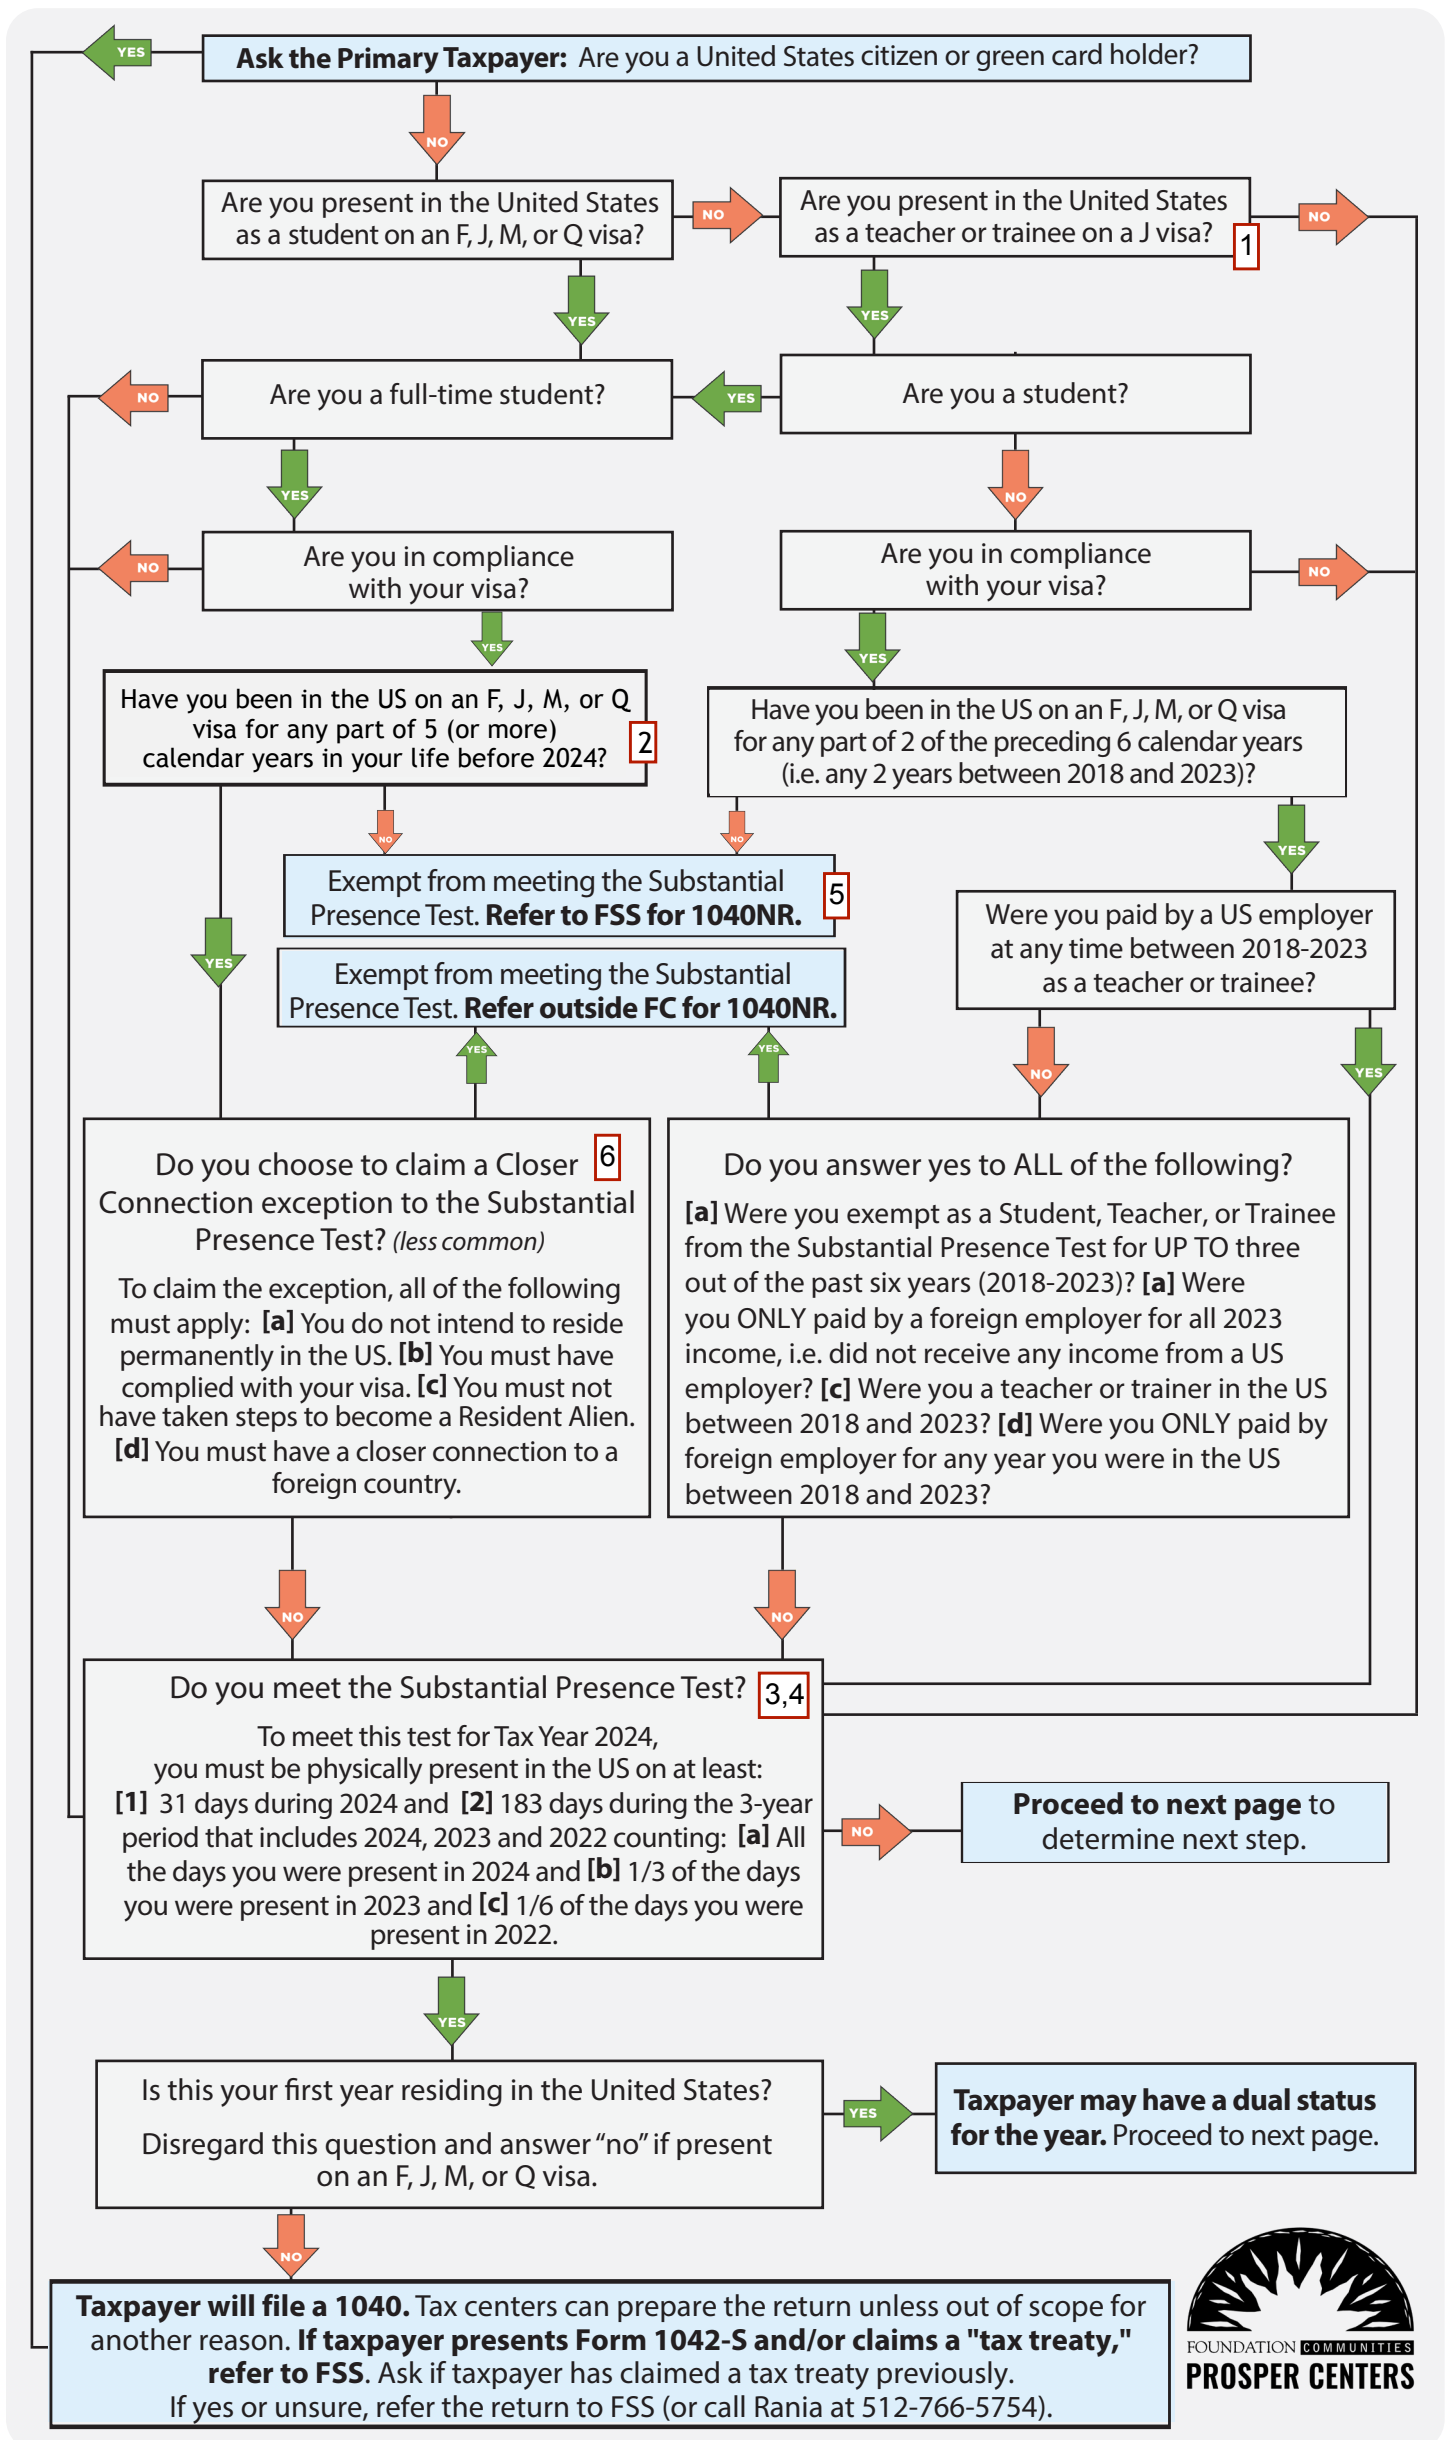 YES
Ask the Primary Taxpayer: Are you a United States citizen or green card holder?
NO
Are you present in the United States
as a student on an F, J, M, or Q visa?
NO
Are you present in the United States
as a teacher or trainee on a J visa?
1
NO
YES
YES
NO
Are you a full-time student?
YES
Are you a student?
YES
NO
NO
Are you in compliance
with your visa?
Are you in compliance
with your visa?
NO
YES
YES
Have you been in the US on an F, J, M, or Q
visa for any part of 5 (or more)
calendar years in your life before 2024?
2
Have you been in the US on an F, J, M, or Q visa
for any part of 2 of the preceding 6 calendar years
(i.e. any 2 years between 2018 and 2023)?
NO
NO
YES
Exempt from meeting the Substantial
Presence Test. Refer to FSS for 1040NR.
5
YES
Were you paid by a US employer
at any time between 2018-2023
as a teacher or trainee?
Exempt from meeting the Substantial
Presence Test. Refer outside FC for 1040NR.
YES
YES
NO
YES
Do you choose to claim a Closer
Connection exception to the Substantial
Presence Test? (less common)
6
To claim the exception, all of the following
must apply: [a] You do not intend to reside
permanently in the US. [b] You must have
complied with your visa. [c] You must not
have taken steps to become a Resident Alien.
[d] You must have a closer connection to a
foreign country.
Do you answer yes to ALL of the following?
[a] Were you exempt as a Student, Teacher, or Trainee
from the Substantial Presence Test for UP TO three
out of the past six years (2018-2023)? [a] Were
you ONLY paid by a foreign employer for all 2023
income, i.e. did not receive any income from a US
employer? [c] Were you a teacher or trainer in the US
between 2018 and 2023? [d] Were you ONLY paid by
foreign employer for any year you were in the US
between 2018 and 2023?
NO
NO
Do you meet the Substantial Presence Test?
3,4
To meet this test for Tax Year 2024,
you must be physically present in the US on at least:
[1] 31 days during 2024 and [2] 183 days during the 3-year
period that includes 2024, 2023 and 2022 counting: [a] All
the days you were present in 2024 and [b] 1/3 of the days
you were present in 2023 and [c] 1/6 of the days you were
present in 2022.
NO
Proceed to next page to
determine next step.
YES
Is this your first year residing in the United States?
Disregard this question and answer “no” if present
on an F, J, M, or Q visa.
YES
Taxpayer may have a dual status
for the year. Proceed to next page.
NO
Taxpayer will file a 1040. Tax centers can prepare the return unless out of scope for
another reason. If taxpayer presents Form 1042-S and/or claims a "tax treaty,"
refer to FSS. Ask if taxpayer has claimed a tax treaty previously.
If yes or unsure, refer the return to FSS (or call Rania at 512-766-5754).
FOUNDATION COMMUNITIES
PROSPER CENTERS